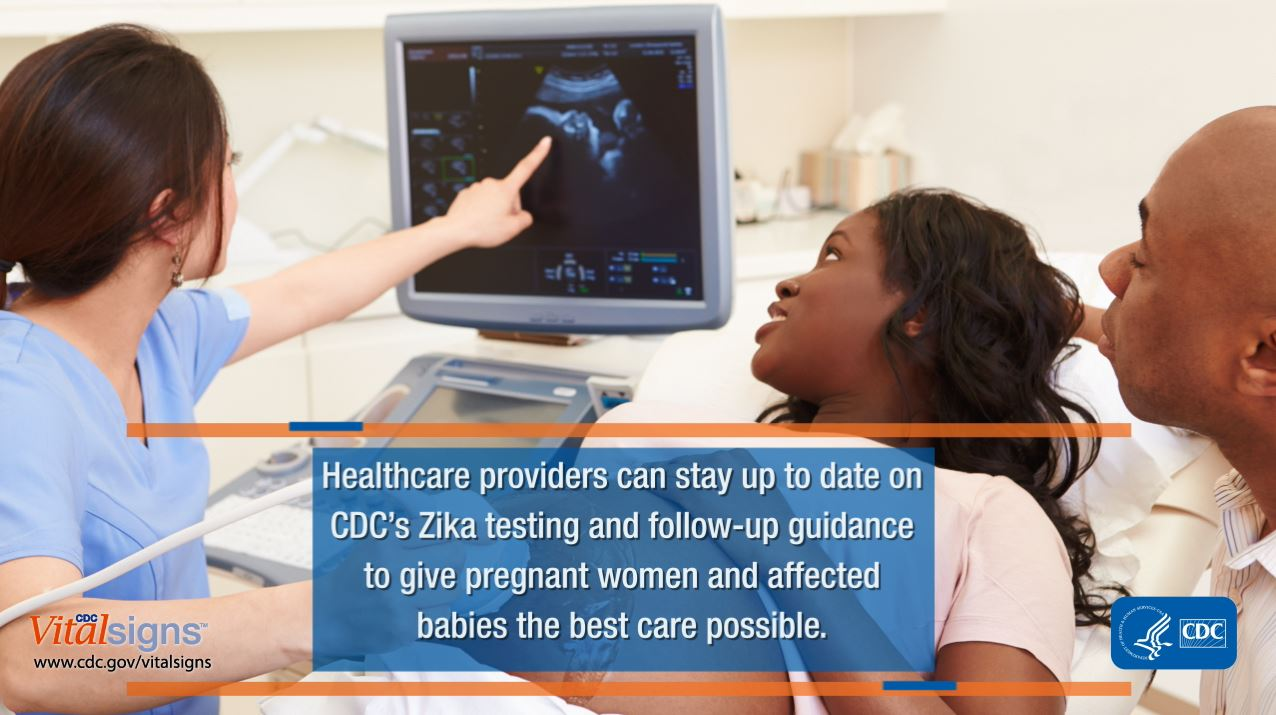 Healthcare providers can stay up to date on
CDC’s Zika testing and follow-up guidance
to give pregnant women and affected
babies the best care possible.
CDC
Vitalsigns™
www.cdc.gov/vitalsigns
CDC